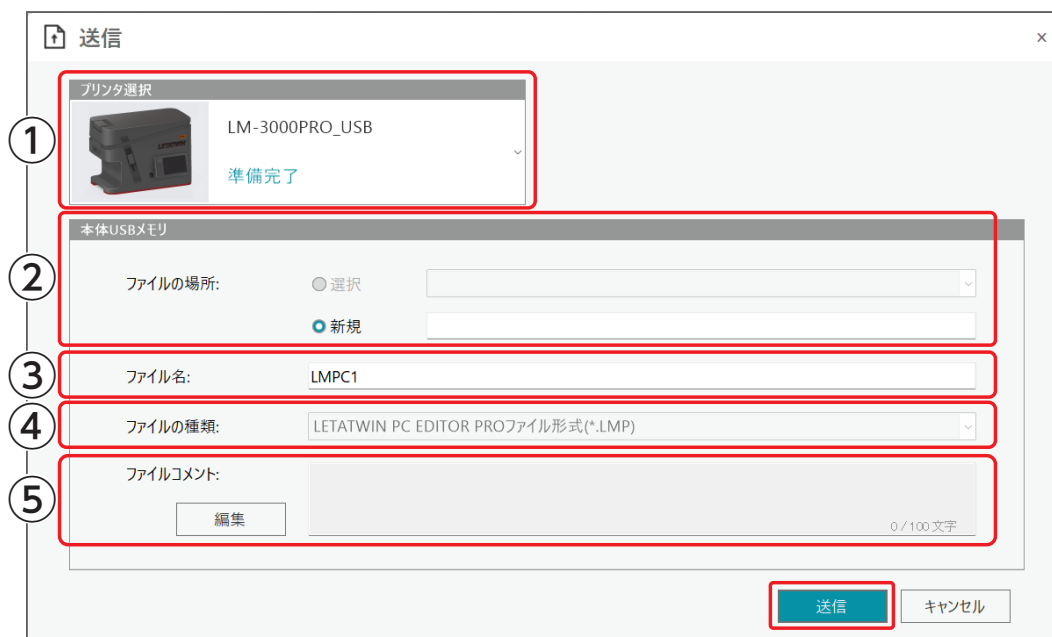 送信
×
① プリンタ選択
LM-3000PRO_USB
準備完了
② 本体USBメモリ
ファイルの場所: 選択
新規
③ ファイル名: LMPC1
④ ファイルの種類: LETATWIN PC EDITOR PROファイル形式(*.LMP)
⑤ ファイルコメント:
編集
0 / 100 文字
送信 キャンセル